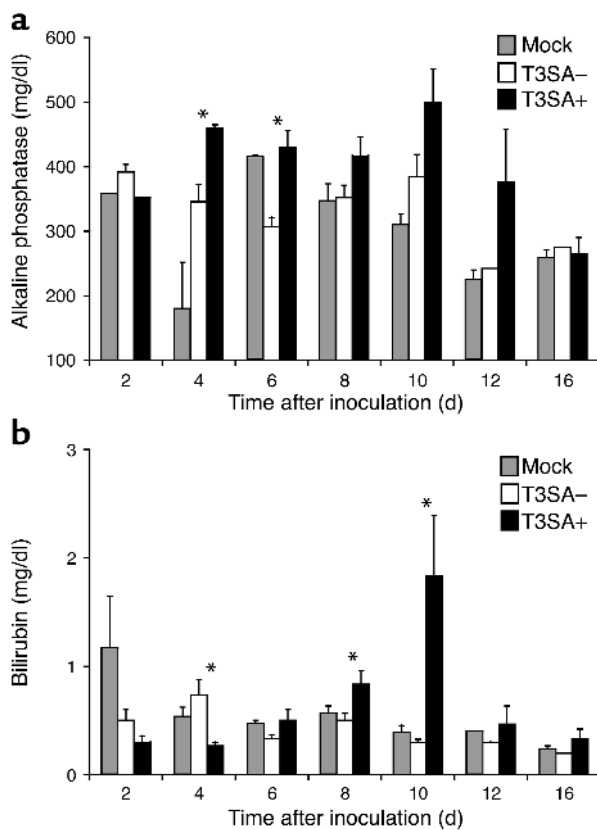 a
600
500
400
300
200
100
Alkaline phosphatase (mg/dl)
Mock
T3SA–
T3SA+
*
*
2 4 6 8 10 12 16
Time after inoculation (d)
b
3
2
1
0
Bilirubin (mg/dl)
Mock
T3SA–
T3SA+
*
*
*
2 4 6 8 10 12 16
Time after inoculation (d)